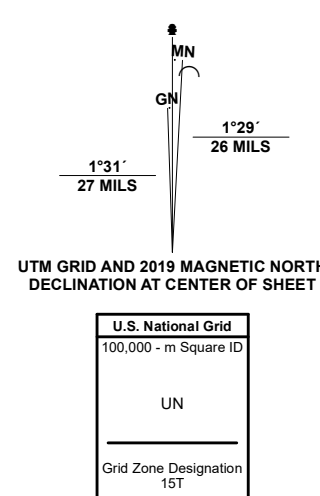 MN
GN
1°29´
26 MILS
1°31´
27 MILS
UTM GRID AND 2019 MAGNETIC NORTH
DECLINATION AT CENTER OF SHEET
U.S. National Grid
100,000 - m Square ID
UN
Grid Zone Designation
15T